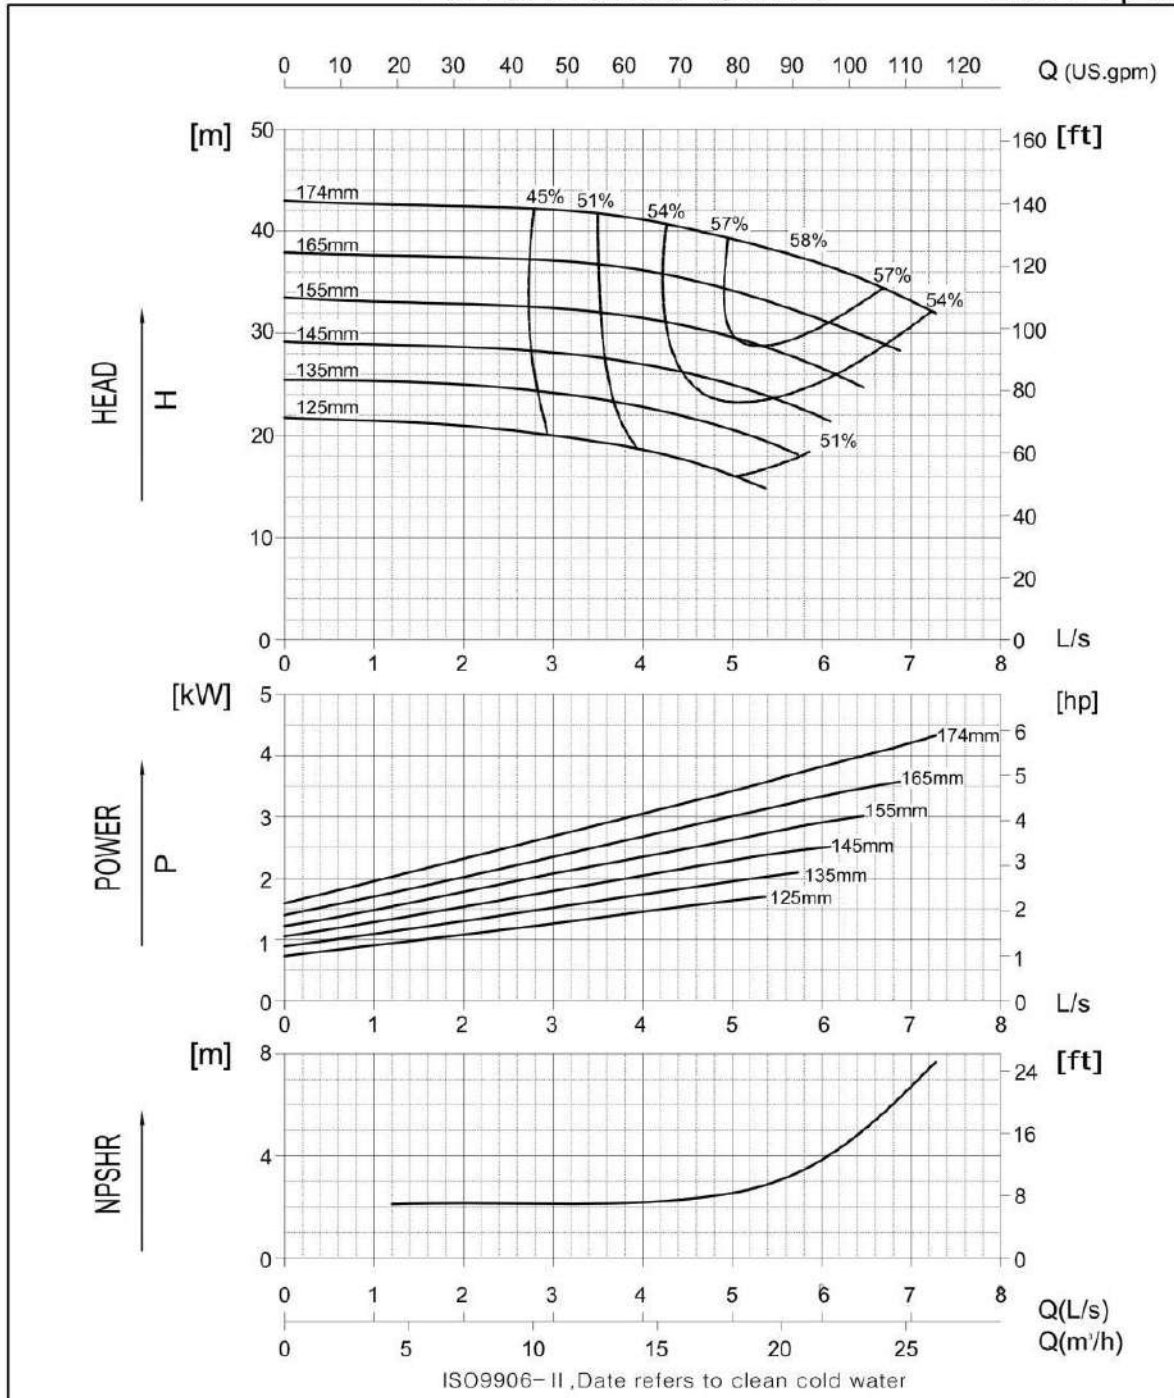 0 10 20 30 40 50 60 70 80 90 100 110 120 Q (US.gpm)
[m] 50 160 [ft]
174mm 45% 51% 54% 57% 58% 140
40
165mm 57% 54% 120
155mm
30 100
145mm
135mm 80
125mm
20 51% 60
10 40
20
0 0 L/s
0 1 2 3 4 5 6 7 8
HEAD
H
[kW] 5 [hp]
174mm 6
4 165mm 5
3 155mm 4
145mm 3
2 135mm
125mm 2
1 1
0 0 L/s
0 1 2 3 4 5 6 7 8
POWER
P
[m] 8 24 [ft]
16
4
8
0 0
NPSHR
0 1 2 3 4 5 6 7 8 Q(L/s)
0 5 10 15 20 25 Q(m³/h)
ISO9906-II ,Date refers to clean cold water